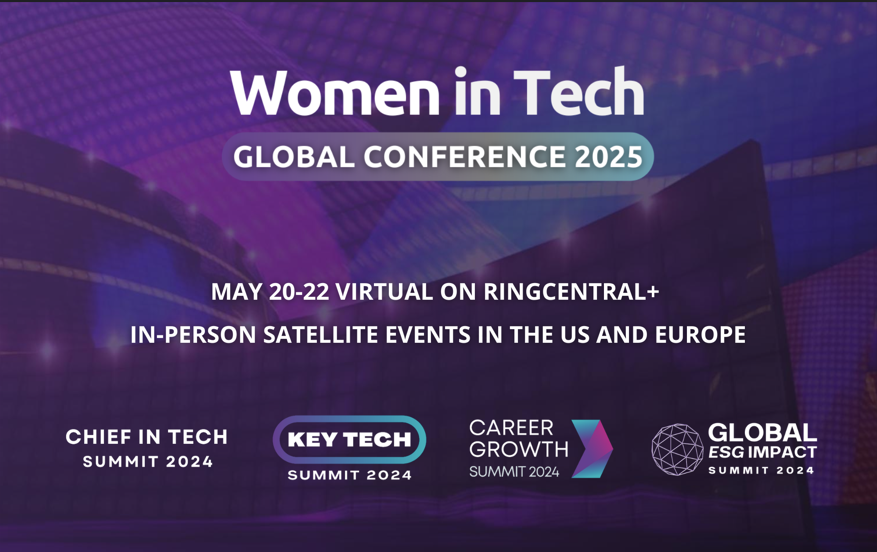 Women in Tech
GLOBAL CONFERENCE 2025
MAY 20-22 VIRTUAL ON RINGCENTRAL+
IN-PERSON SATELLITE EVENTS IN THE US AND EUROPE
CHIEF IN TECH
SUMMIT 2024
KEY TECH
SUMMIT 2024
CAREER
GROWTH
SUMMIT 2024
GLOBAL
ESG IMPACT
SUMMIT 2024